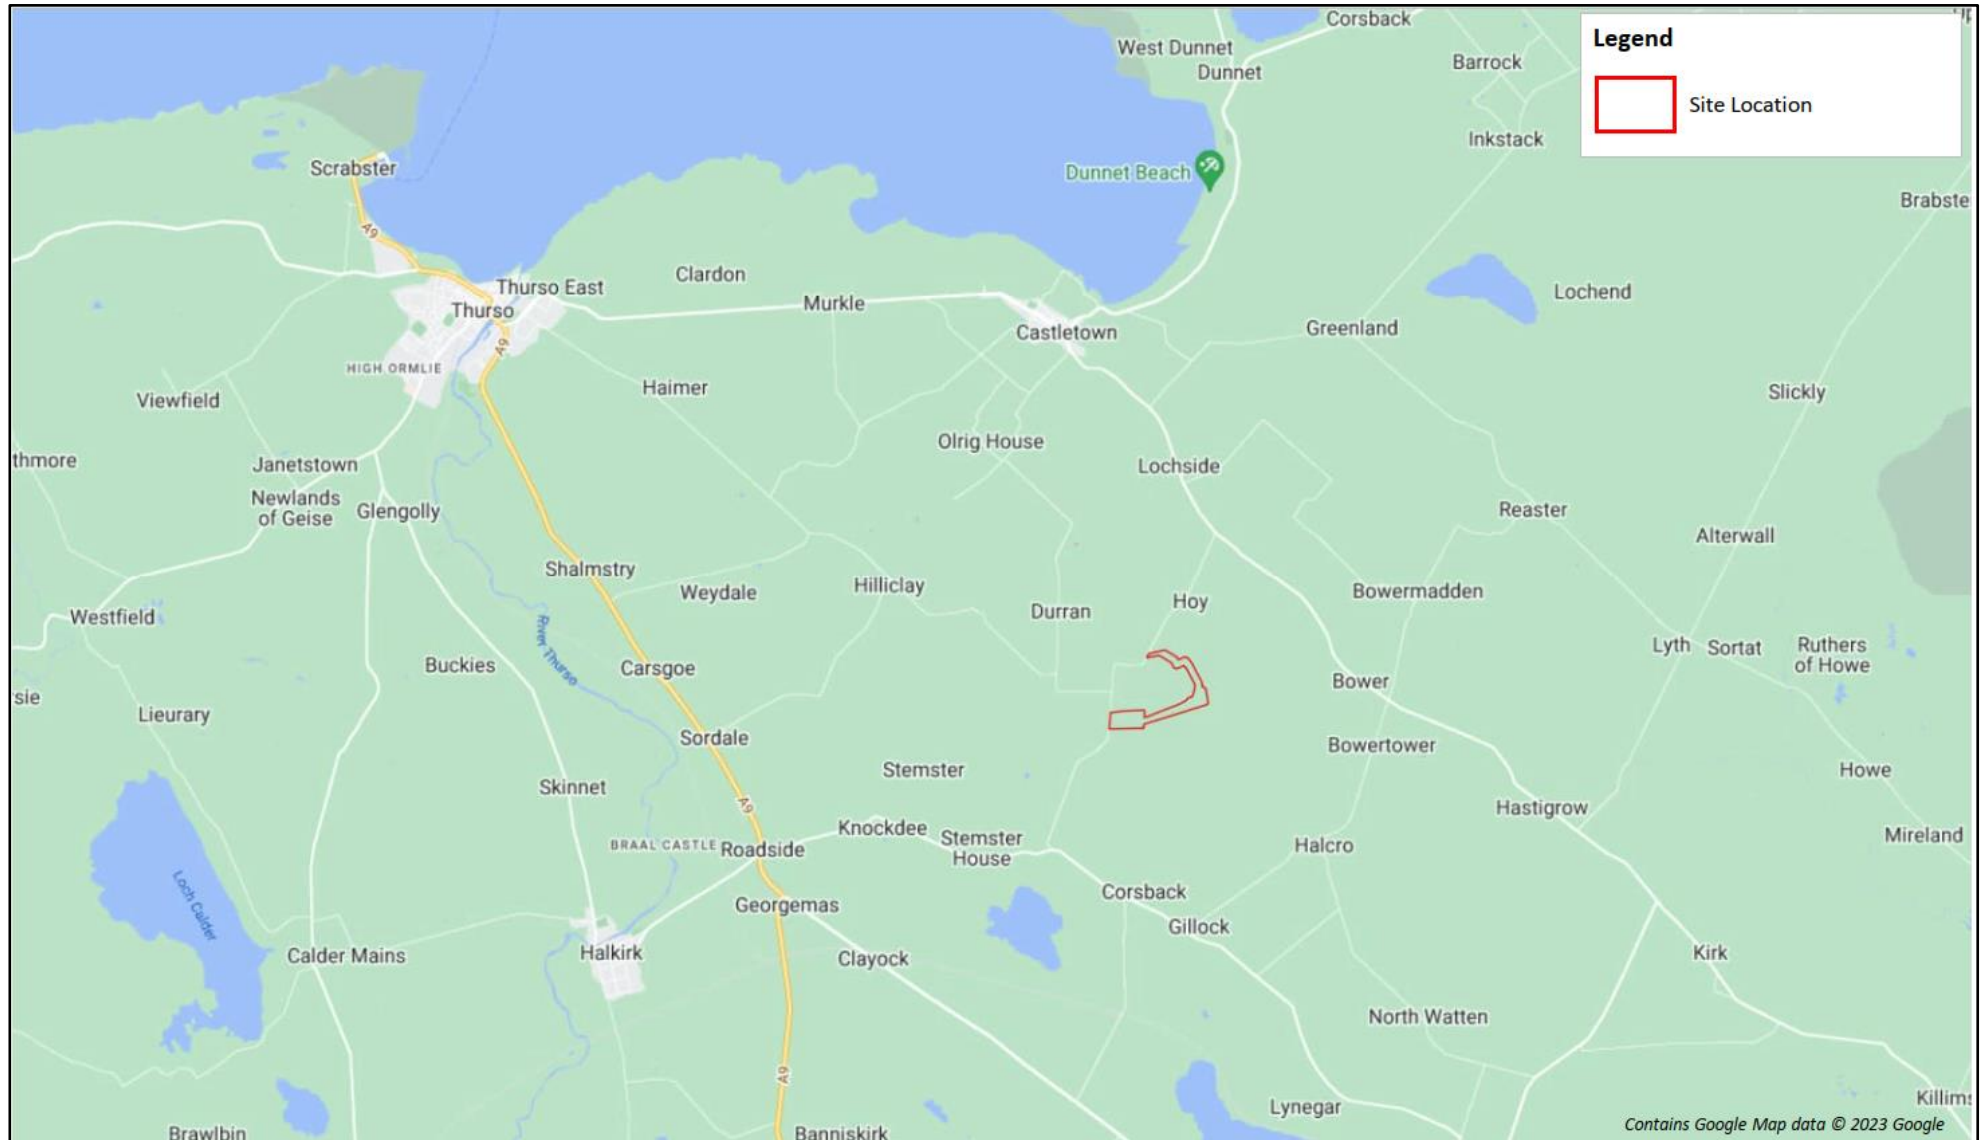 Corsback
Legend
West Dunnet
Dunnet
Barrock
Site Location
Inkstack
Scrabster
Dunnet Beach
Brabste
A9
Clardon
Thurso East
Thurso
Murkle
Lochend
Castletown
Greenland
A9
HIGH ORMLIE
Haimer
Viewfield
Slickly
Olrig House
thmore
Janetstown
Lochside
Newlands
of Geise
Glengolly
Reaster
Alterwall
Shalmstry
Weydale
Hilliclay
Durran
Hoy
Bowermadden
Westfield
River Thurso
Buckies
Carsgoe
Lyth
Sortat
Ruthers
of Howe
Bower
sie
Lieurary
Sordale
Bowertower
Stemster
Howe
Skinnet
A9
Hastigrow
Knockdee
Stemster
House
BRAAL CASTLE
Roadside
Halcro
Mireland
Loch Calder
Georgemas
Corsback
Gillock
Calder Mains
Halkirk
Clayock
Kirk
North Watten
A9
Lynegar
Killims
Brawlbin
Banniskirk
Contains Google Map data © 2023 Google